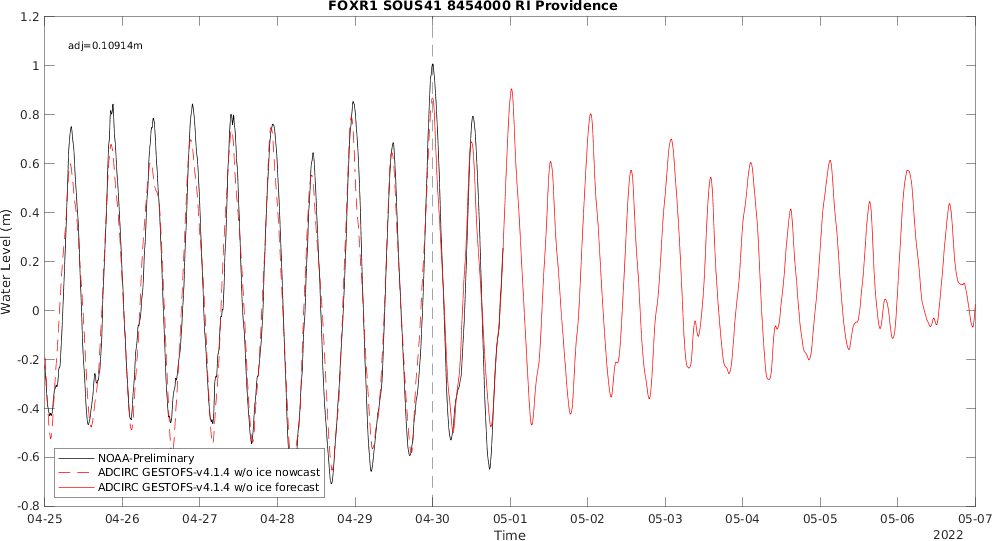 FOXR1 SOUS41 8454000 RI Providence
adj=0.10914m
1.2
1
0.8
0.6
0.4
0.2
0
-0.2
-0.4
-0.6
-0.8
Water Level (m)
NOAA-Preliminary
ADCIRC GESTOFS-v4.1.4 w/o ice nowcast
ADCIRC GESTOFS-v4.1.4 w/o ice forecast
04-25 04-26 04-27 04-28 04-29 04-30 05-01 05-02 05-03 05-04 05-05 05-06 05-07
Time
2022